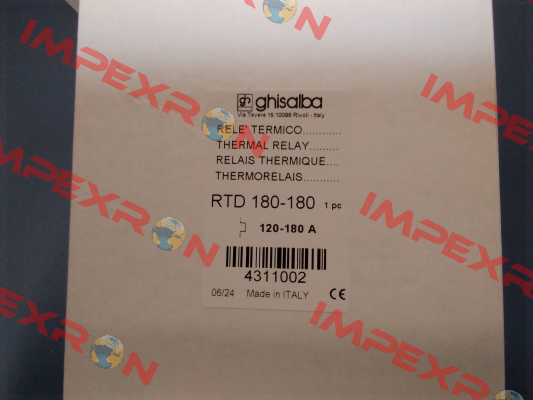 ghisalba
Via Tevere 15 10098 Rivoli - Italy
RELE' TERMICO............
THERMAL RELAY........
RELAIS THERMIQUE....
THERMORELAIS...........
RTD 180-180 1 pc
120-180 A
4311002
06/24 Made in ITALY CE
IMPEXRON
IMPEXRON
IMPEXRON
IMPEXRON
IMPEXRON